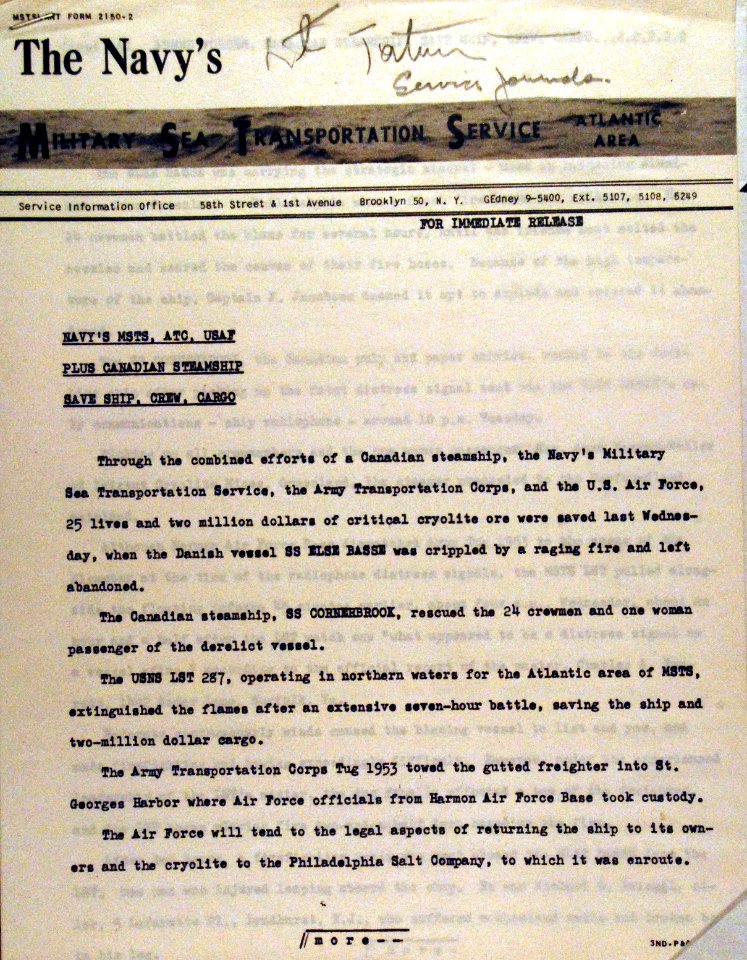 FORM 2150-2
The Navy's
Tatum
Service Journals.
MILITARY SEA TRANSPORTATION SERVICE ATLANTIC AREA
Service Information Office 58th Street & 1st Avenue Brooklyn 50, N. Y. GEdney 9-5400, Ext. 5107, 5108, 6249
FOR IMMEDIATE RELEASE
NAVY'S MSTS, ATC, USAF
PLUS CANADIAN STEAMSHIP
SAVE SHIP, CREW, CARGO
Through the combined efforts of a Canadian steamship, the Navy's Military
Sea Transportation Service, the Army Transportation Corps, and the U.S. Air Force,
25 lives and two million dollars of critical cryolite ore were saved last Wednes-
day, when the Danish vessel SS ELSE BASSE was crippled by a raging fire and left
abandoned.
The Canadian steamship, SS CORNERBROOK, rescued the 24 crewmen and one woman
passenger of the derelict vessel.
The USNS LST 287, operating in northern waters for the Atlantic area of MSTS,
extinguished the flames after an extensive seven-hour battle, saving the ship and
two-million dollar cargo.
The Army Transportation Corps Tug 1953 towed the gutted freighter into St.
Georges Harbor where Air Force officials from Harmon Air Force Base took custody.
The Air Force will tend to the legal aspects of returning the ship to its own-
ers and the cryolite to the Philadelphia Salt Company, to which it was enroute.
//more--
3ND-P&